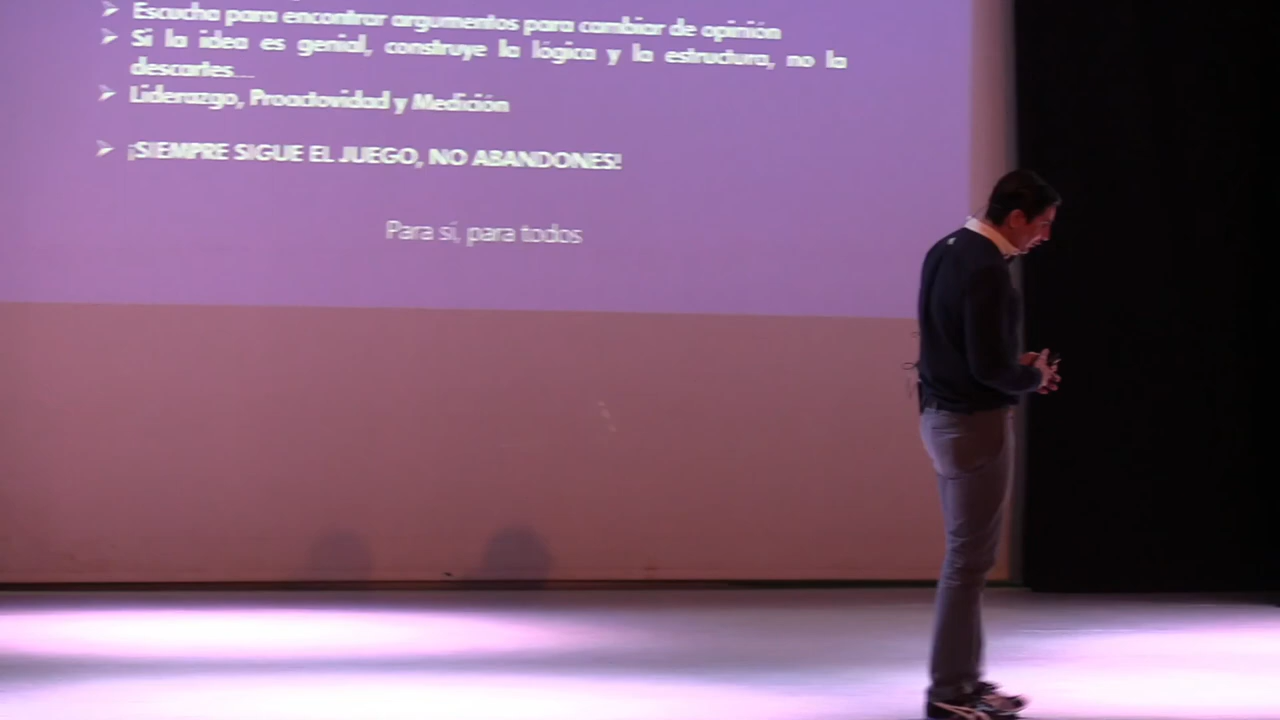 ➢ Escucha para encontrar argumentos para cambiar de opinión
➢ Si la idea es genial, construye la lógica y la estructura, no la
descartes...
➢ Liderazgo, Proactovidad y Medición
➢ ¡SIEMPRE SIGUE EL JUEGO, NO ABANDONES!
Para sí, para todos